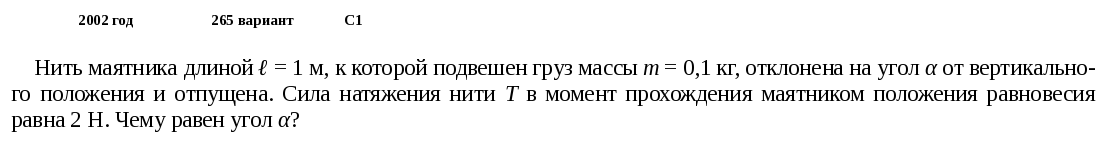 2002 год 265 вариант С1
Нить маятника длиной ℓ = 1 м, к которой подвешен груз массы m = 0,1 кг, отклонена на угол α от вертикально-
го положения и отпущена. Сила натяжения нити T в момент прохождения маятником положения равновесия
равна 2 Н. Чему равен угол α?